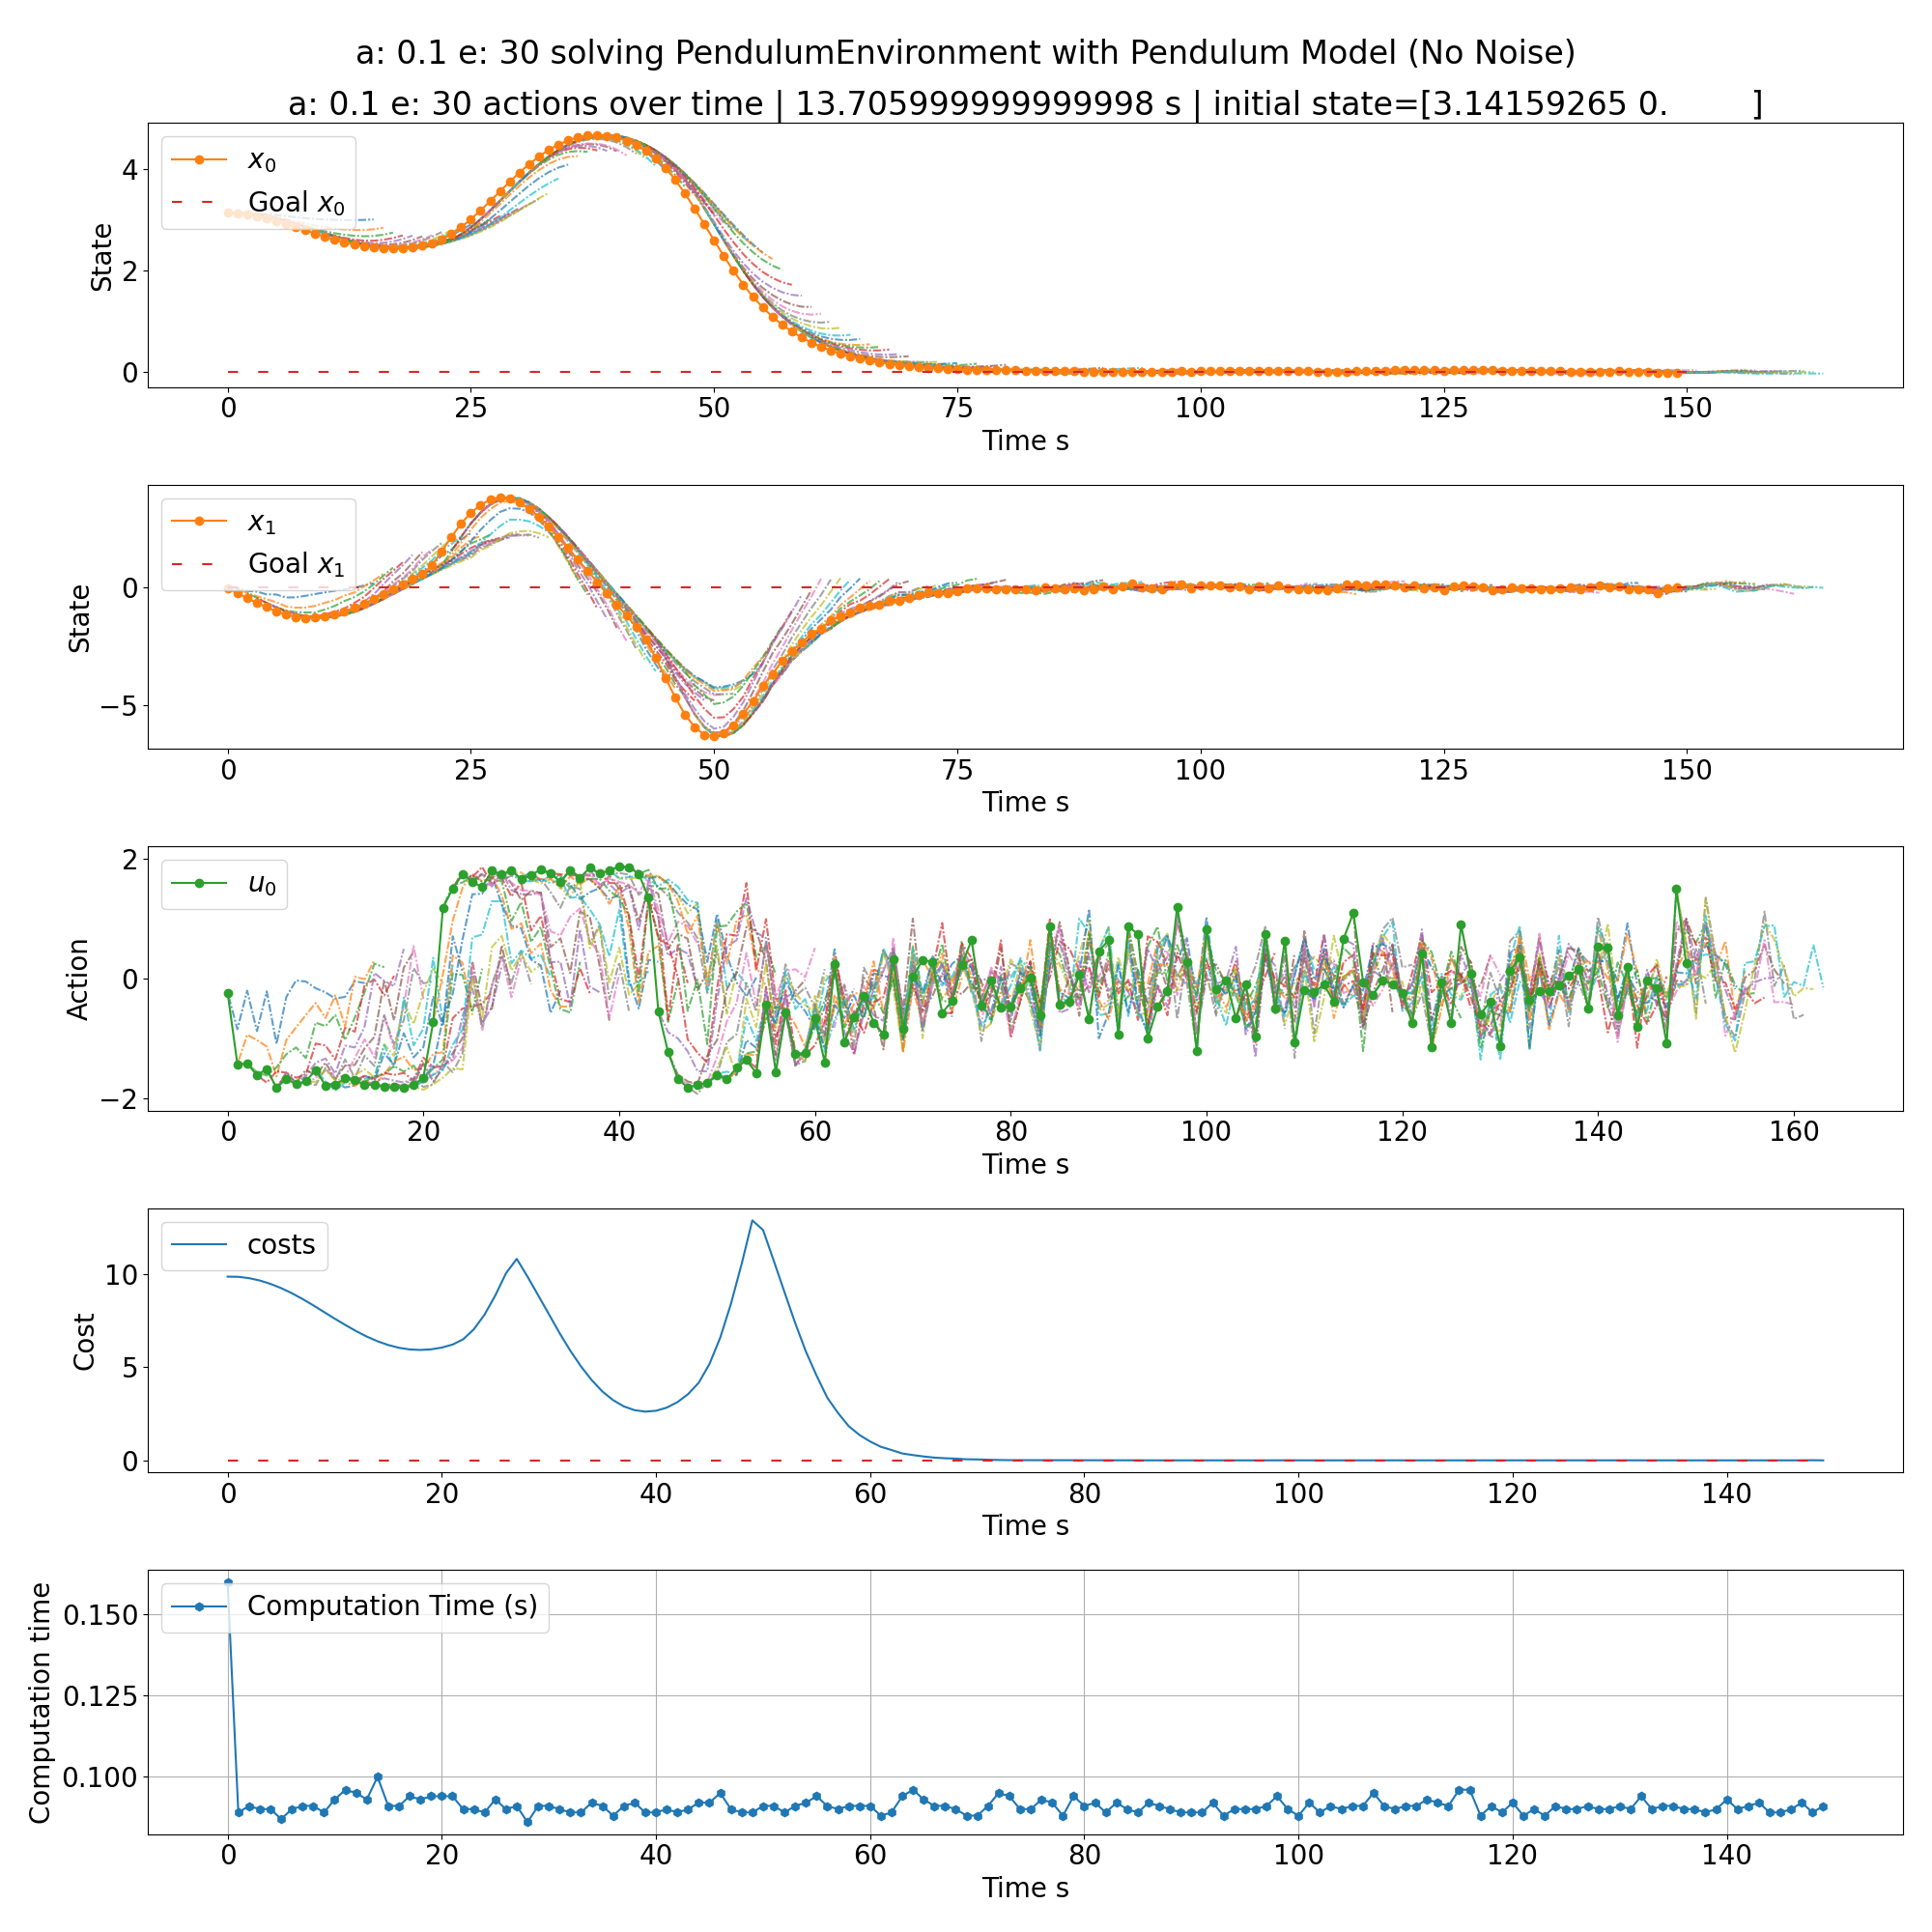 a: 0.1 e: 30 solving PendulumEnvironment with Pendulum Model (No Noise)
a: 0.1 e: 30 actions over time | 13.705999999999998 s | initial state=[3.14159265 0. ]
x₀
Goal x₀
State
4
2
0
0 25 50 75 100 125 150
Time s
x₁
Goal x₁
State
0
−5
0 25 50 75 100 125 150
Time s
u₀
Action
2
0
−2
0 20 40 60 80 100 120 140 160
Time s
costs
Cost
10
5
0
0 20 40 60 80 100 120 140
Time s
Computation Time (s)
Computation time
0.150
0.125
0.100
0 20 40 60 80 100 120 140
Time s